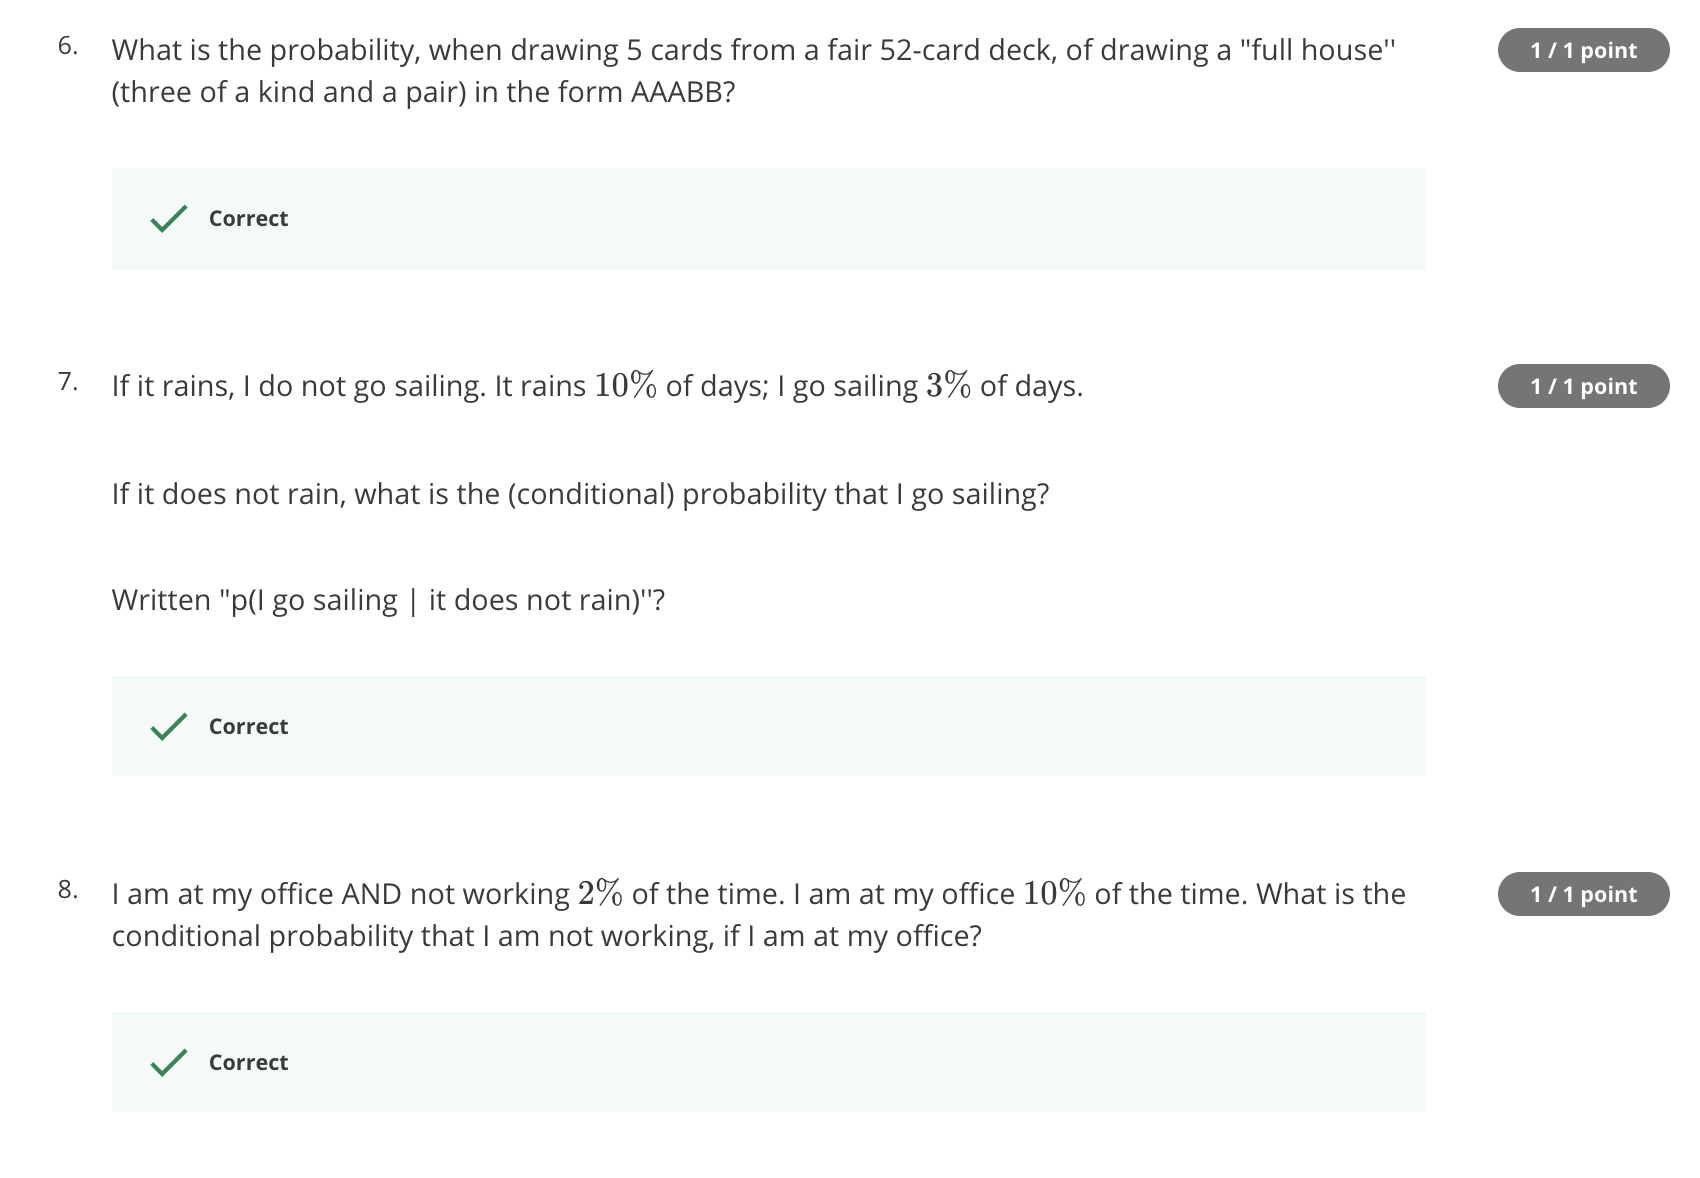 6.
What is the probability, when drawing 5 cards from a fair 52-card deck, of drawing a "full house''
(three of a kind and a pair) in the form AAABB?
1 / 1 point
Correct
7.
If it rains, I do not go sailing. It rains 10% of days; I go sailing 3% of days.
1 / 1 point
If it does not rain, what is the (conditional) probability that I go sailing?
Written "p(I go sailing | it does not rain)''?
Correct
8.
I am at my office AND not working 2% of the time. I am at my office 10% of the time. What is the
conditional probability that I am not working, if I am at my office?
1 / 1 point
Correct